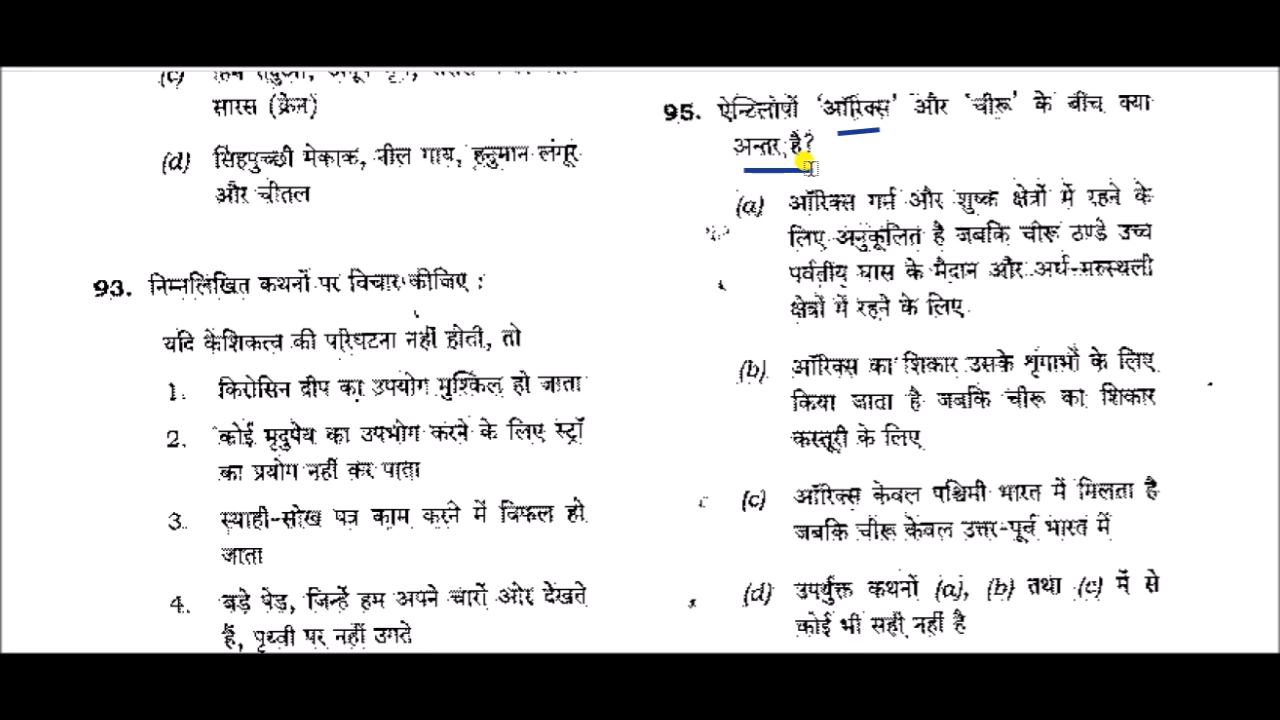 (c)
सारस (क्रेन)
(d) सिंहपुच्छी मेकाक, नील गाय, हनुमान लंगूर
और चीतल
93. निम्नलिखित कथनों पर विचार कीजिए :
यदि केशिकत्व की परिघटना नहीं होती, तो
1. किरोसिन दीप का उपयोग मुश्किल हो जाता
2. कोई मृदुपेय का उपभोग करने के लिए स्ट्रॉ
का प्रयोग नहीं कर पाता
3. स्याही-सोख पत्र काम करने में विफल हो
जाता
4. बड़े पेड़, जिन्हें हम अपने चारों ओर देखते
हैं, पृथ्वी पर नहीं उगते
95. ऐन्टिलोपों 'ऑरिक्स' और 'चीरू' के बीच क्या
अन्तर है?
(a) ऑरिक्स गर्म और शुष्क क्षेत्रों में रहने के
लिए अनुकूलित है जबकि चीरू ठण्डे उच्च
पर्वतीय घास के मैदान और अर्ध-मरुस्थली
क्षेत्रों में रहने के लिए
(b) ऑरिक्स का शिकार उसके शृंगाभों के लिए
किया जाता है जबकि चीरू का शिकार
कस्तूरी के लिए
(c) ऑरिक्स केवल पश्चिमी भारत में मिलता है
जबकि चीरू केवल उत्तर-पूर्व भारत में
(d) उपर्युक्त कथनों (a), (b) तथा (c) में से
कोई भी सही नहीं है